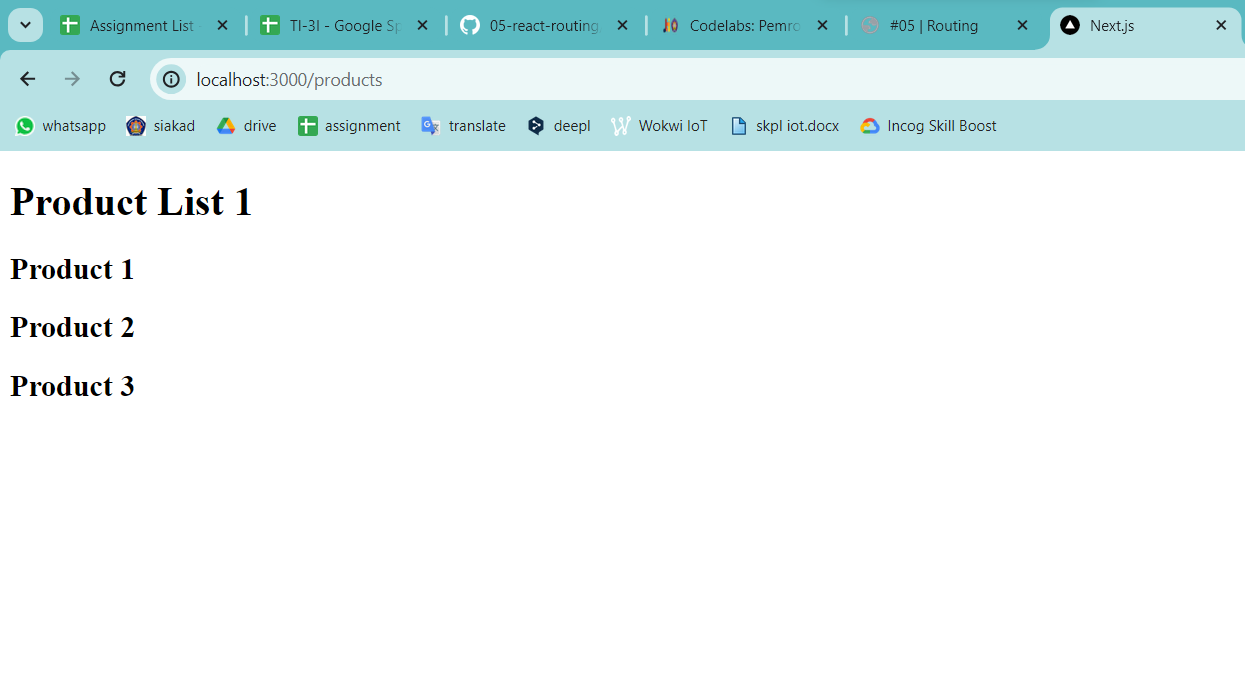 Assignment List
TI-3I - Google Sp
05-react-routing
Codelabs: Pemro
#05 | Routing
Next.js
localhost:3000/products
whatsapp
siakad
drive
assignment
translate
deepl
Wokwi IoT
skpl iot.docx
Incog Skill Boost
Product List 1
Product 1
Product 2
Product 3